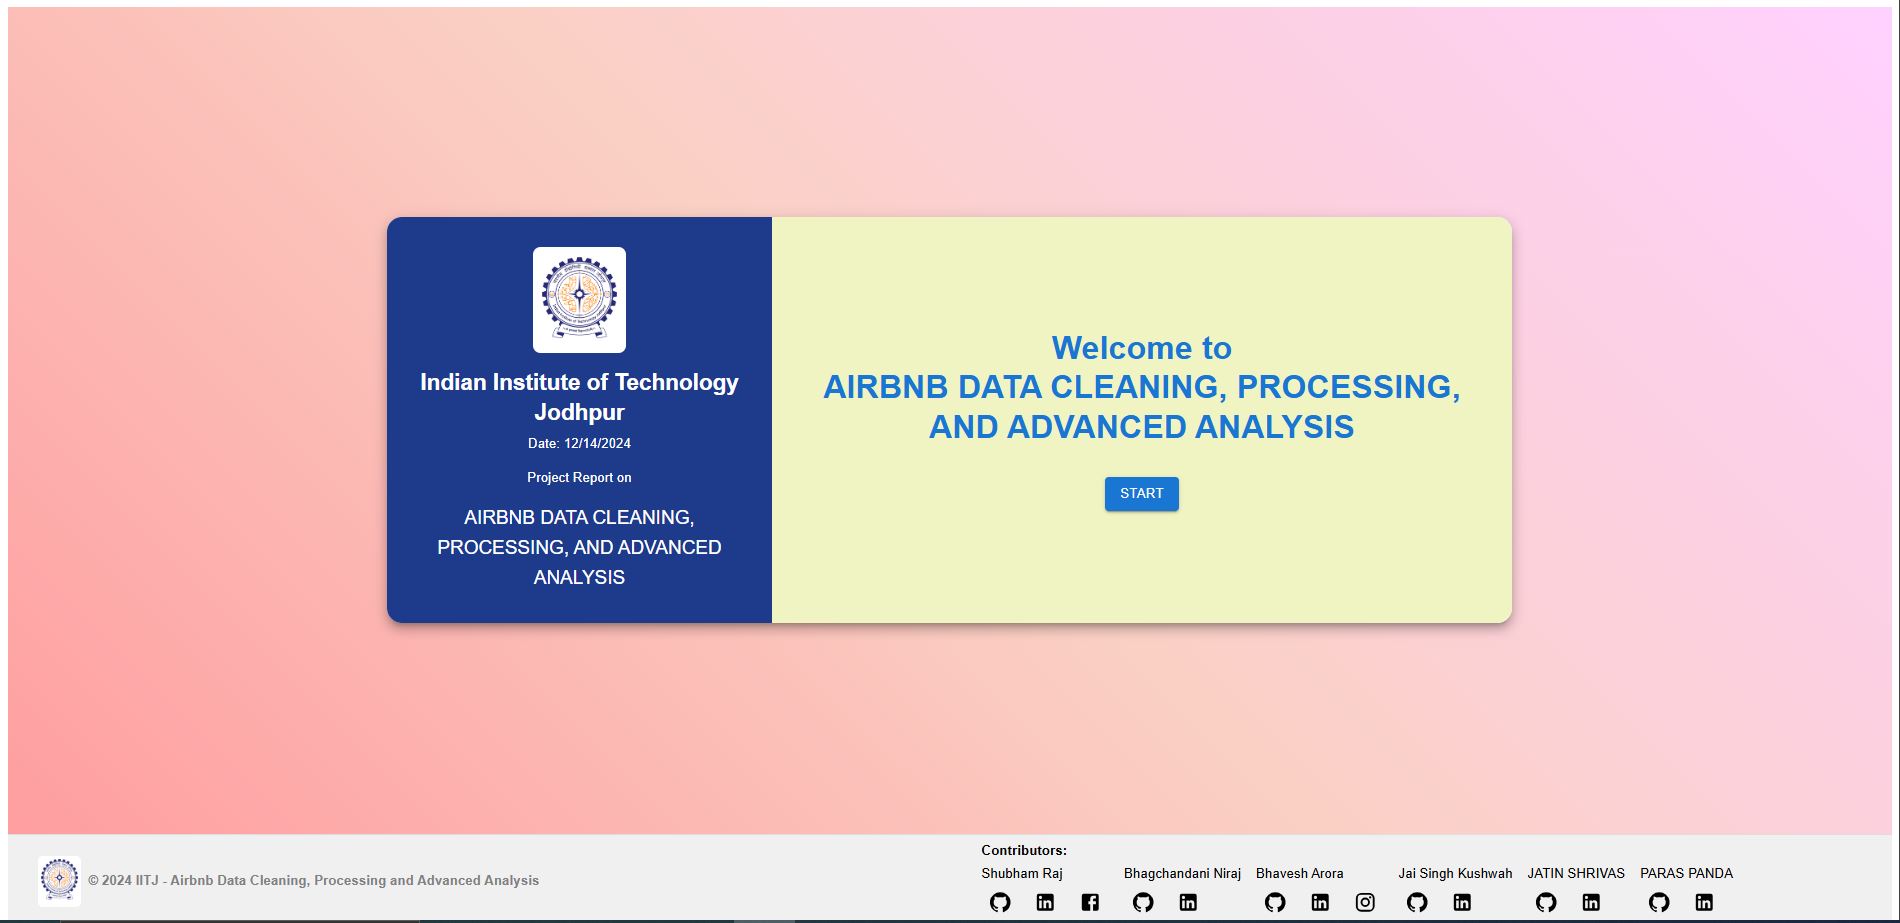 Indian Institute of Technology
Jodhpur
Date: 12/14/2024
Project Report on
AIRBNB DATA CLEANING,
PROCESSING, AND ADVANCED
ANALYSIS
Welcome to
AIRBNB DATA CLEANING, PROCESSING,
AND ADVANCED ANALYSIS
START
© 2024 IITJ - Airbnb Data Cleaning, Processing and Advanced Analysis
Contributors:
Shubham Raj
Bhagchandani Niraj
Bhavesh Arora
Jai Singh Kushwah
JATIN SHRIVAS
PARAS PANDA